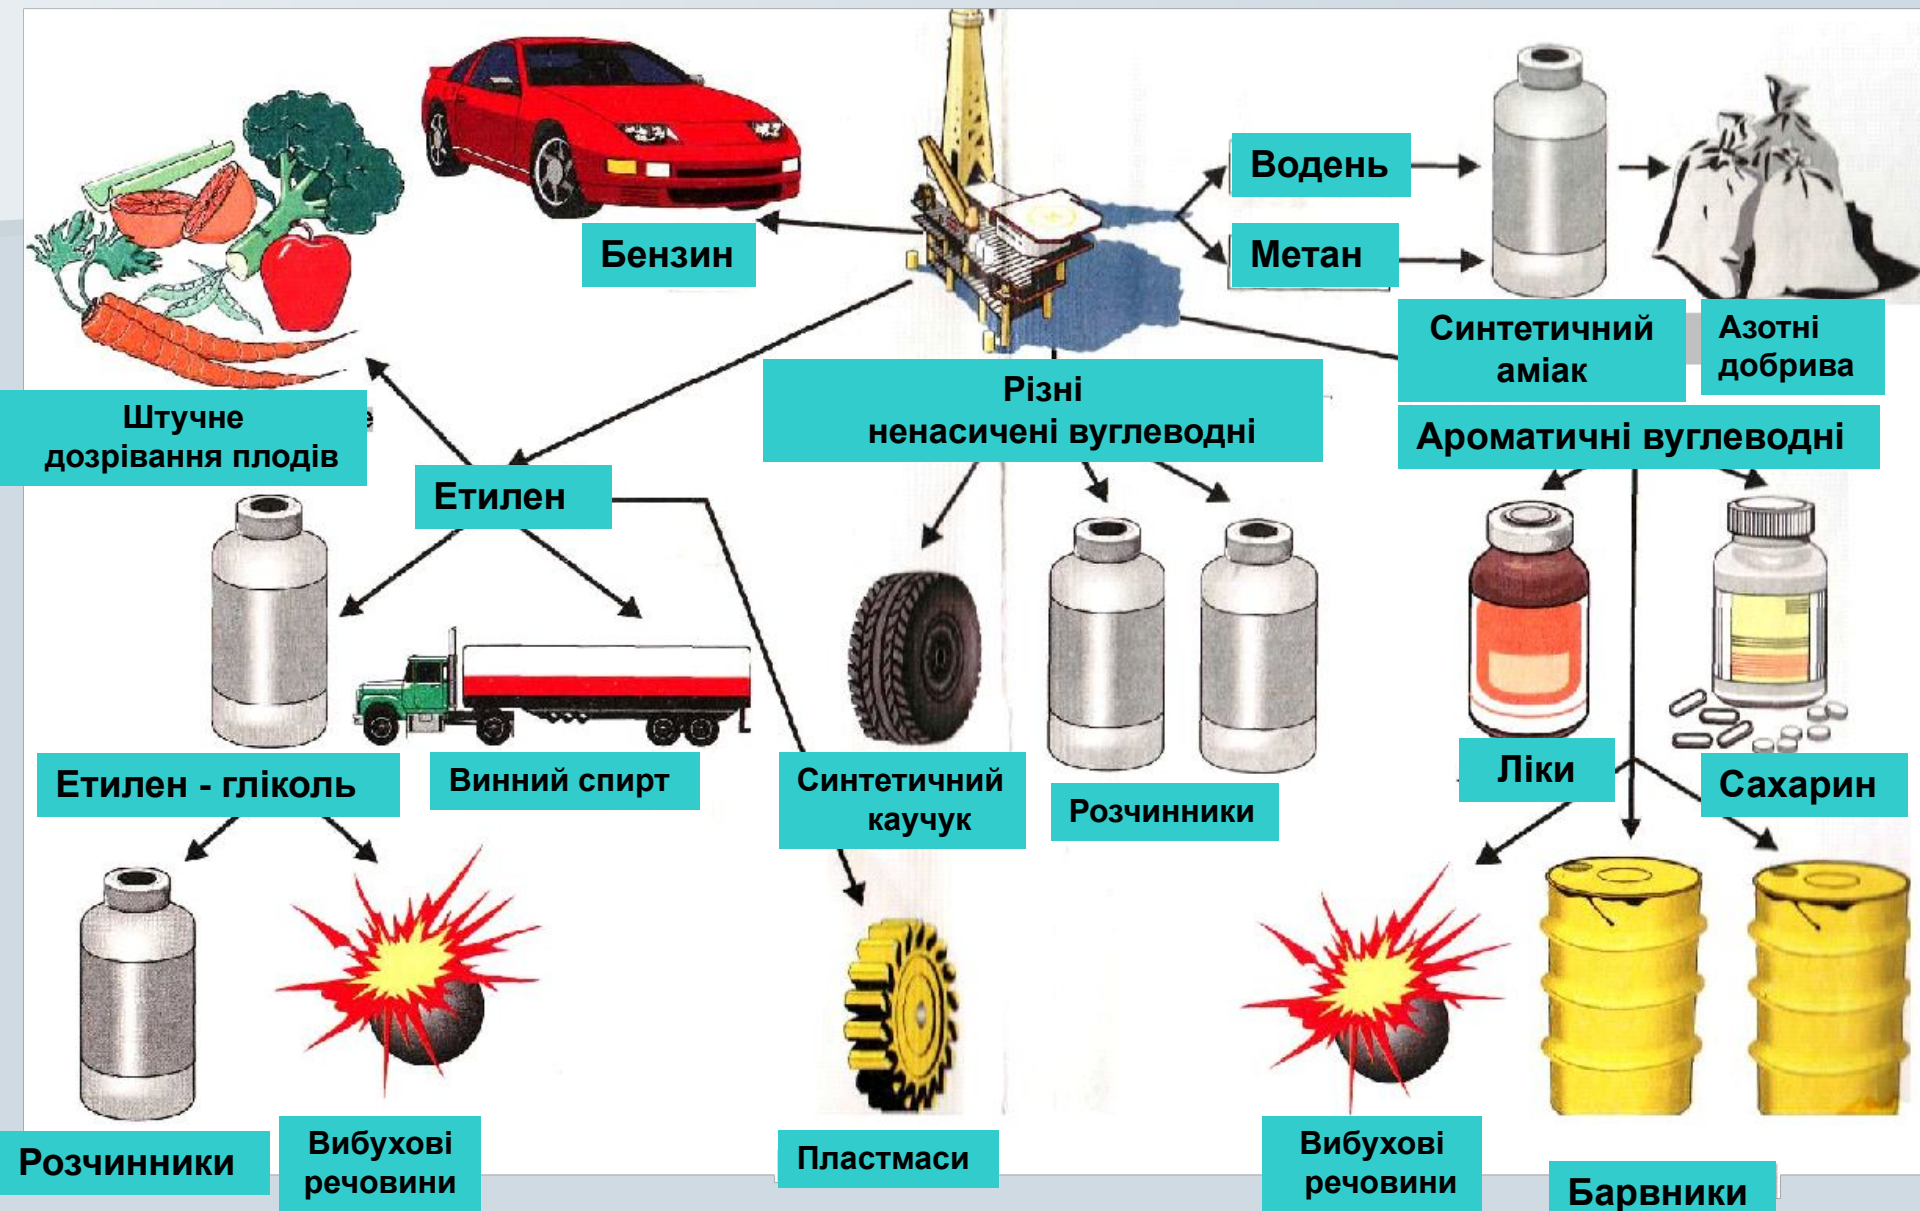 Бензин
Водень
Метан
Синтетичний
аміак
Азотні
добрива
Штучне
дозрівання плодів
е
Етилен
Різні
ненасичені вуглеводні
Ароматичні вуглеводні
Етилен - гліколь
Винний спирт
Синтетичний
каучук
Розчинники
Ліки
Сахарин
Розчинники
Вибухові
речовини
Пластмаси
Вибухові
речовини
Барвники